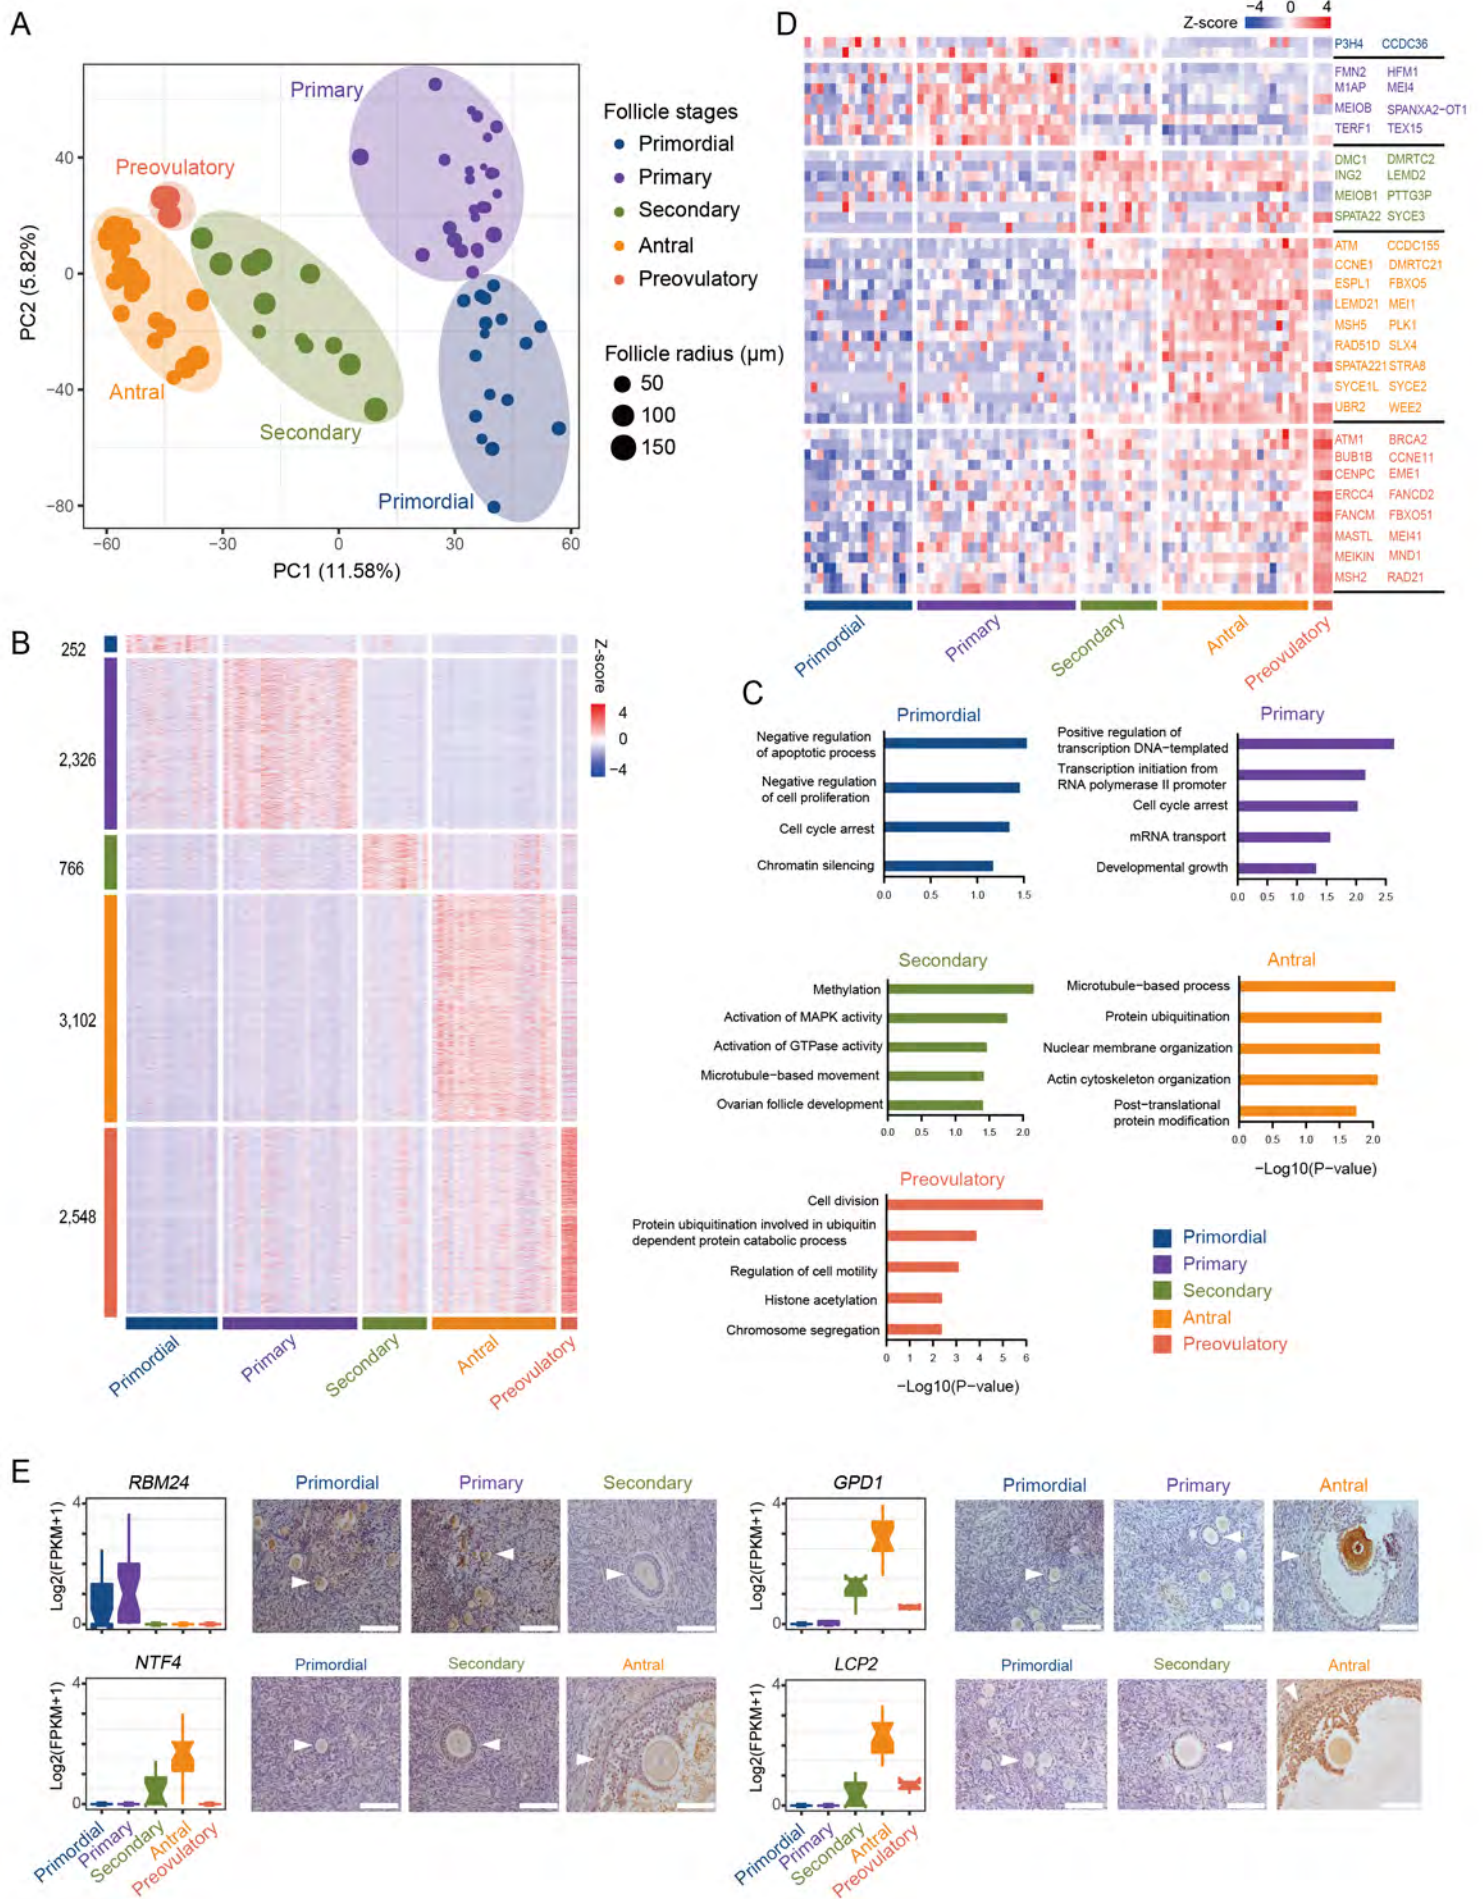 A
Primary
Preovulatory
Antral
Secondary
Primordial
40
0
−40
−80
−60
−30
0
30
60
PC2 (5.82%)
PC1 (11.58%)
Follicle stages
Primordial
Primary
Secondary
Antral
Preovulatory
Follicle radius (μm)
50
100
150
D
Z-score
−4
0
4
P3H4 CCDC36
FMN2 HFM1
M1AP MEI4
MEIOB SPANXA2−OT1
TERF1 TEX15
DMC1 DMRTC2
ING2 LEMD2
MEIOB1 PTTG3P
SPATA22 SYCE3
ATM CCDC155
CCNE1 DMRTC21
ESPL1 FBXO5
LEMD21 MEI1
MSH5 PLK1
RAD51D SLX4
SPATA221 STRA8
SYCE1L SYCE2
UBR2 WEE2
ATM1 BRCA2
BUB1B CCNE11
CENPC EME1
ERCC4 FANCD2
FANCM FBXO51
MASTL MEI41
MEIKIN MND1
MSH2 RAD21
Primordial
Primary
Secondary
Antral
Preovulatory
B
252
2,326
766
3,102
2,548
Z-score
4
0
−4
Primordial
Primary
Secondary
Antral
Preovulatory
C
Primordial
Negative regulation
of apoptotic process
Negative regulation
of cell proliferation
Cell cycle arrest
Chromatin silencing
0.0 0.5 1.0 1.5
Primary
Positive regulation of
transcription DNA−templated
Transcription initiation from
RNA polymerase II promoter
Cell cycle arrest
mRNA transport
Developmental growth
0.0 0.5 1.0 1.5 2.0 2.5
Secondary
Methylation
Activation of MAPK activity
Activation of GTPase activity
Microtubule−based movement
Ovarian follicle development
0.0 0.5 1.0 1.5 2.0
Antral
Microtubule−based process
Protein ubiquitination
Nuclear membrane organization
Actin cytoskeleton organization
Post−translational
protein modification
0.0 0.5 1.0 1.5 2.0
−Log10(P−value)
Preovulatory
Cell division
Protein ubiquitination involved in ubiquitin
dependent protein catabolic process
Regulation of cell motility
Histone acetylation
Chromosome segregation
0 1 2 3 4 5 6
−Log10(P−value)
Primordial
Primary
Secondary
Antral
Preovulatory
E
RBM24
Log2(FPKM+1)
4
0
Primordial
Primary
Secondary
GPD1
Log2(FPKM+1)
4
0
Primordial
Primary
Antral
NTF4
Log2(FPKM+1)
4
0
Primordial
Primary
Secondary
Antral
Preovulatory
Primordial
Secondary
Antral
LCP2
Log2(FPKM+1)
4
0
Primordial
Primary
Secondary
Antral
Preovulatory
Primordial
Secondary
Antral